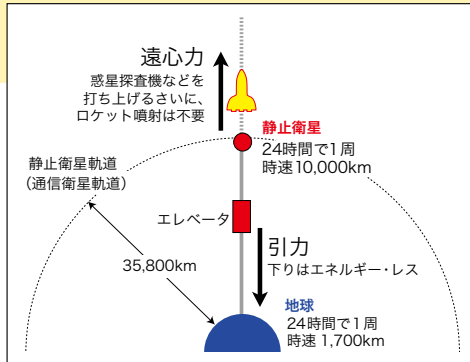 遠心力
惑星探査機などを
打ち上げるさいに、
ロケット噴射は不要
静止衛星
24時間で1周
時速10,000km
静止衛星軌道
（通信衛星軌道）
エレベータ
35,800km
引力
下りはエネルギー・レス
地球
24時間で1周
時速 1,700km